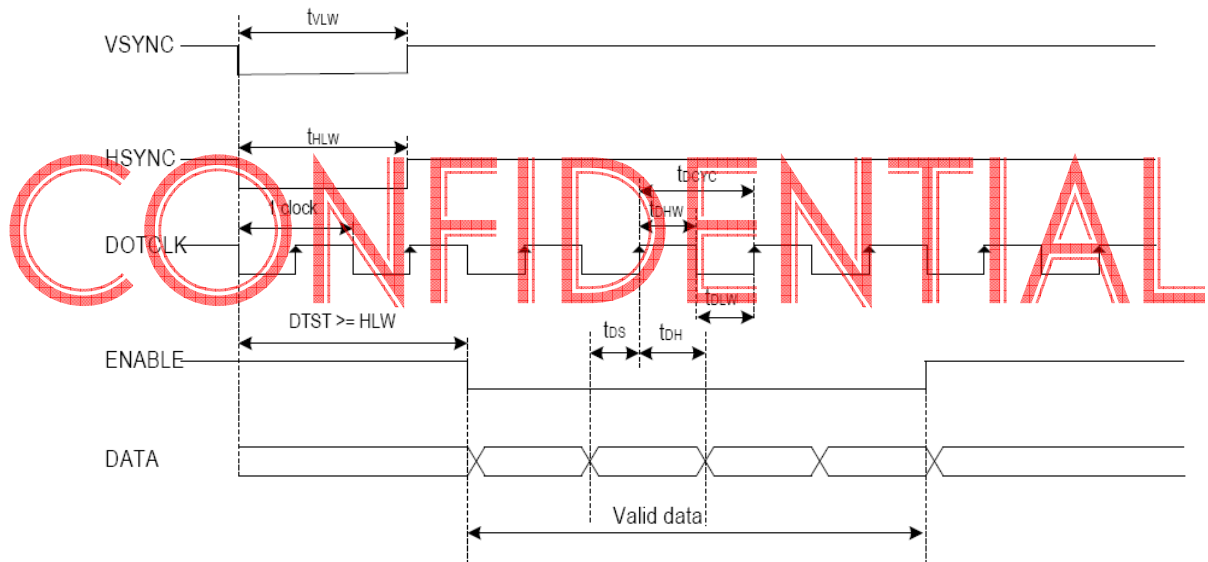 tVLW
VSYNC
tHLW
HSYNC
CONFIDENTIAL
tDCYC
1 clock
tDHW
DOTCLK
tDLW
DTST >= HLW
tDS
tDH
ENABLE
DATA
Valid data